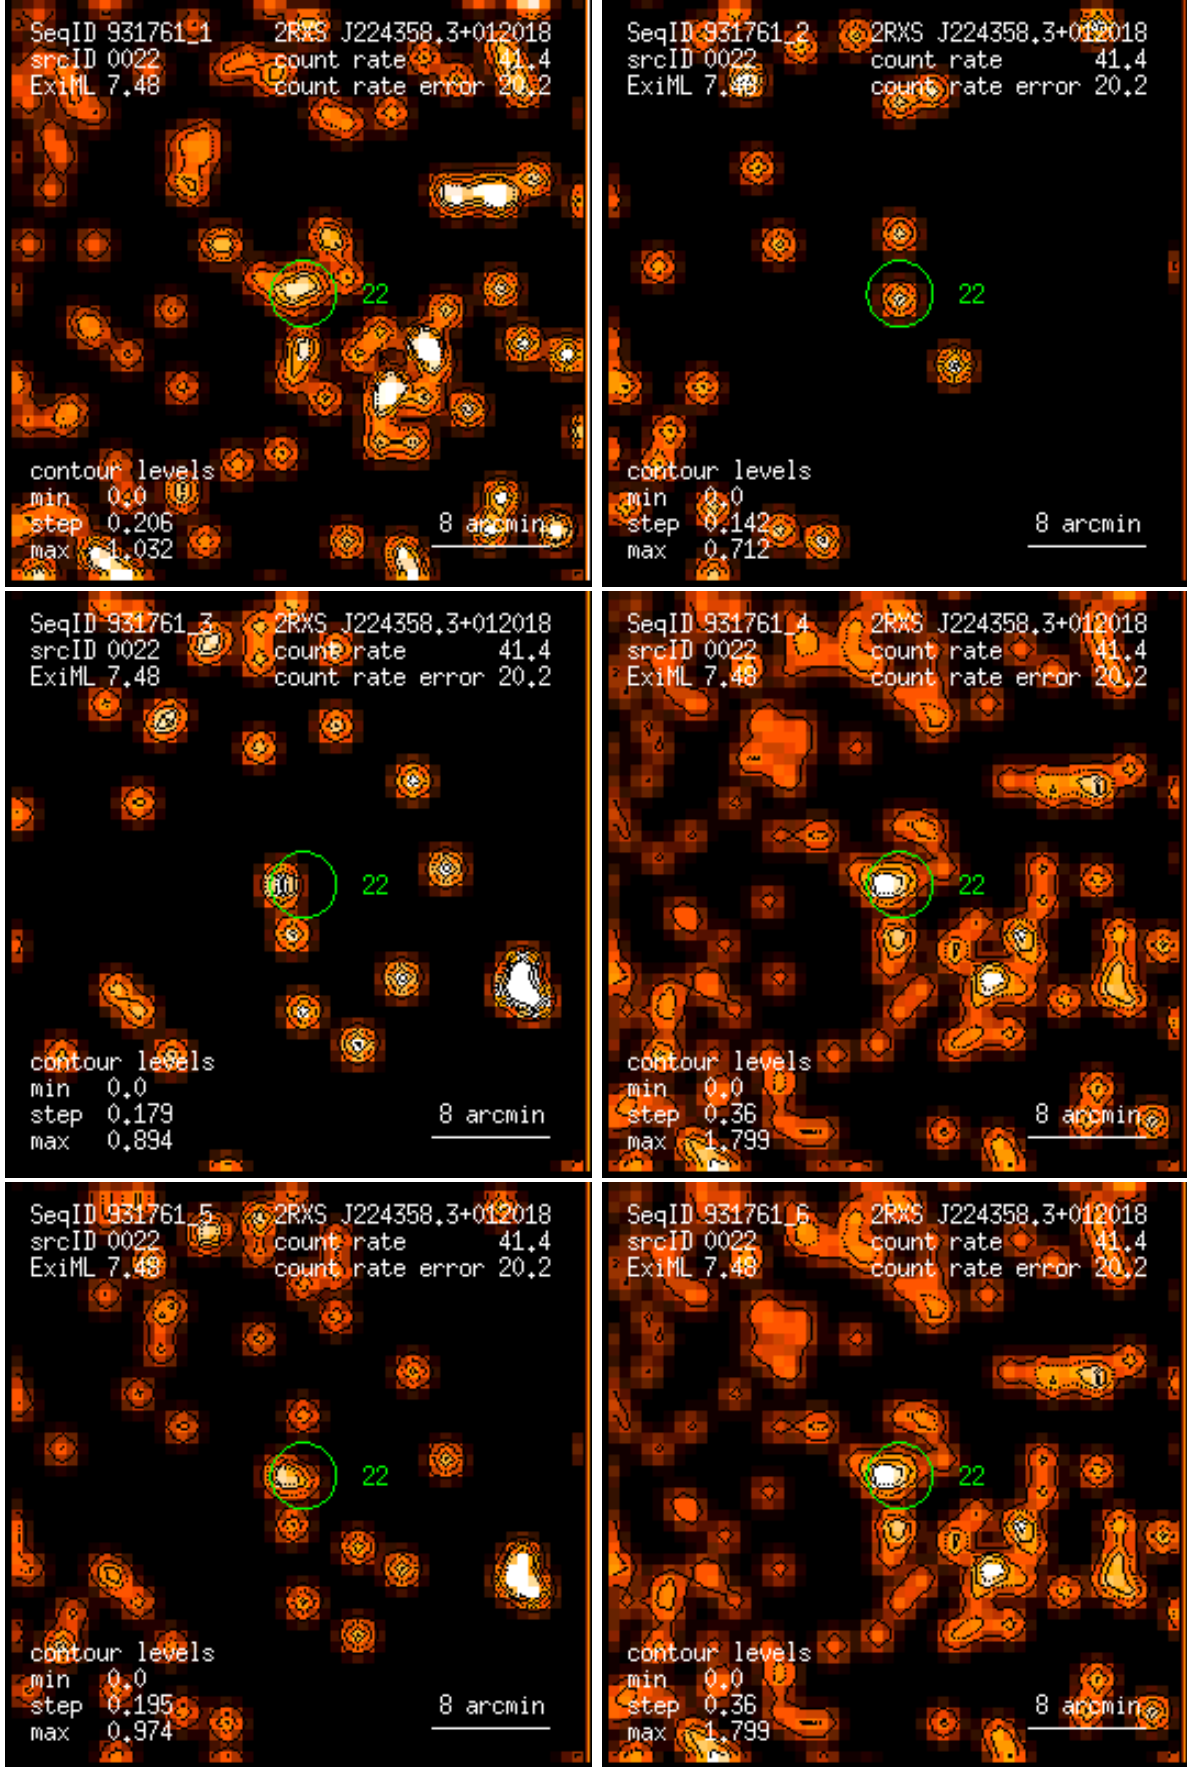 SeqID 931761_1 2RXS J224358.3+012018
srcID 0022 count rate 41.4
ExiML 7.48 count rate error 20.2
22
contour levels
min 0.0
step 0.206 8 arcmin
max 1.032
SeqID 931761_2 2RXS J224358.3+012018
srcID 0022 count rate 41.4
ExiML 7.48 count rate error 20.2
22
contour levels
min 0.0
step 0.142 8 arcmin
max 0.712
SeqID 931761_3 2RXS J224358.3+012018
srcID 0022 count rate 41.4
ExiML 7.48 count rate error 20.2
22
contour levels
min 0.0
step 0.179 8 arcmin
max 0.894
SeqID 931761_4 2RXS J224358.3+012018
srcID 0022 count rate 41.4
ExiML 7.48 count rate error 20.2
22
contour levels
min 0.0
step 0.36 8 arcmin
max 1.799
SeqID 931761_5 2RXS J224358.3+012018
srcID 0022 count rate 41.4
ExiML 7.48 count rate error 20.2
22
contour levels
min 0.0
step 0.195 8 arcmin
max 0.974
SeqID 931761_6 2RXS J224358.3+012018
srcID 0022 count rate 41.4
ExiML 7.48 count rate error 20.2
22
contour levels
min 0.0
step 0.36 8 arcmin
max 1.799